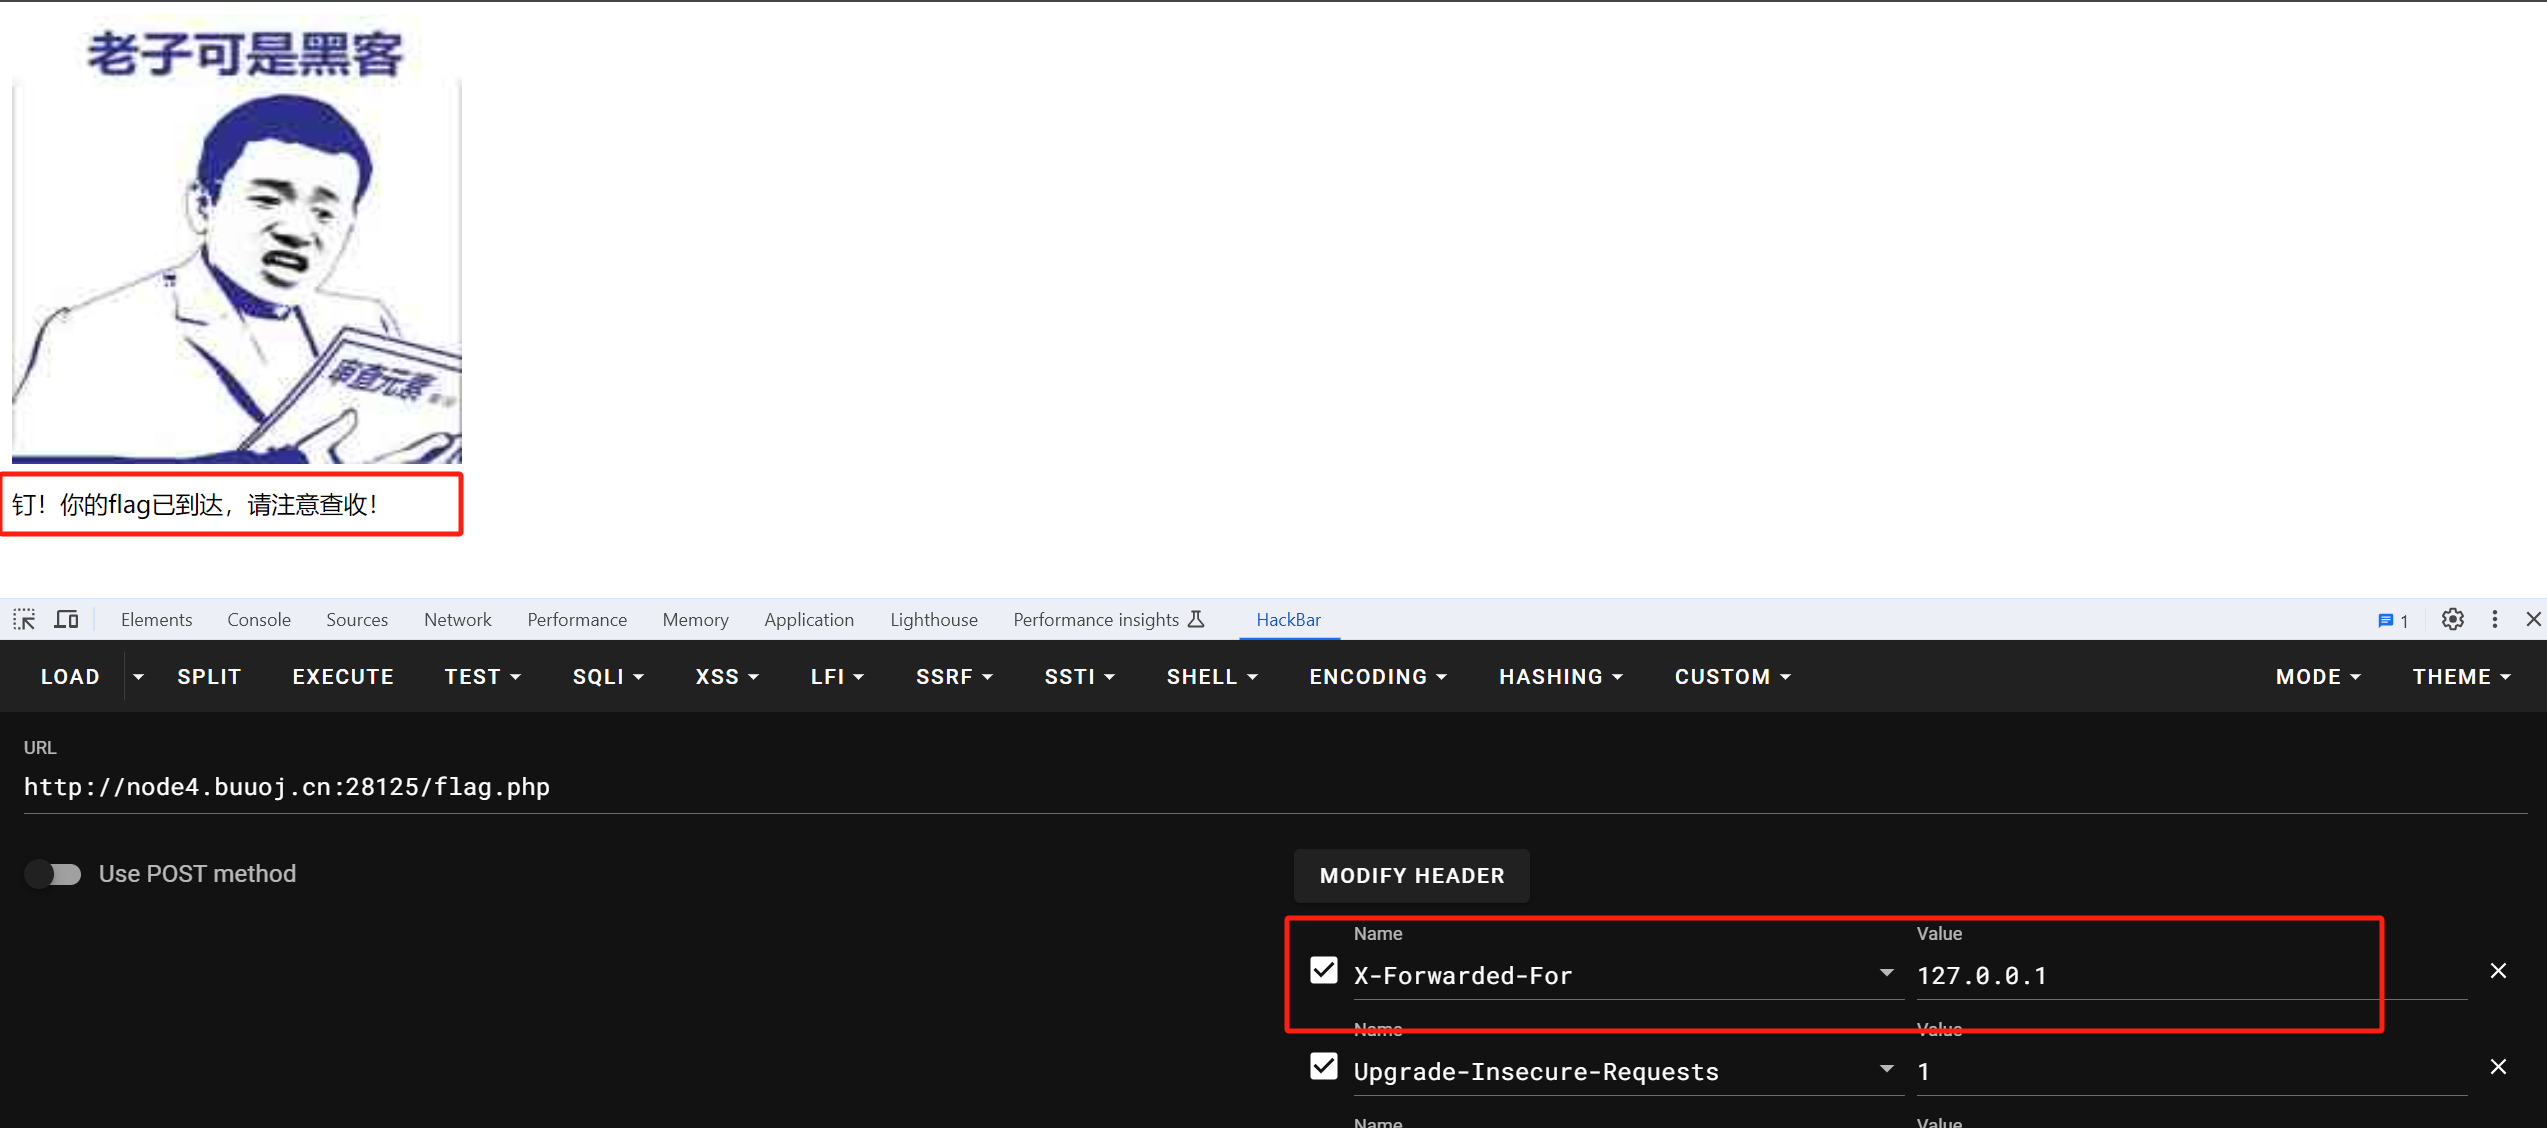 老子可是黑客
审查元素
钉！你的flag已到达，请注意查收！
Elements Console Sources Network Performance Memory Application Lighthouse Performance insights HackBar 1
LOAD SPLIT EXECUTE TEST SQLI XSS LFI SSRF SSTI SHELL ENCODING HASHING CUSTOM MODE THEME
URL
http://node4.buuoj.cn:28125/flag.php
Use POST method
MODIFY HEADER
Name Value
X-Forwarded-For 127.0.0.1
Name Value
Upgrade-Insecure-Requests 1
Name Value